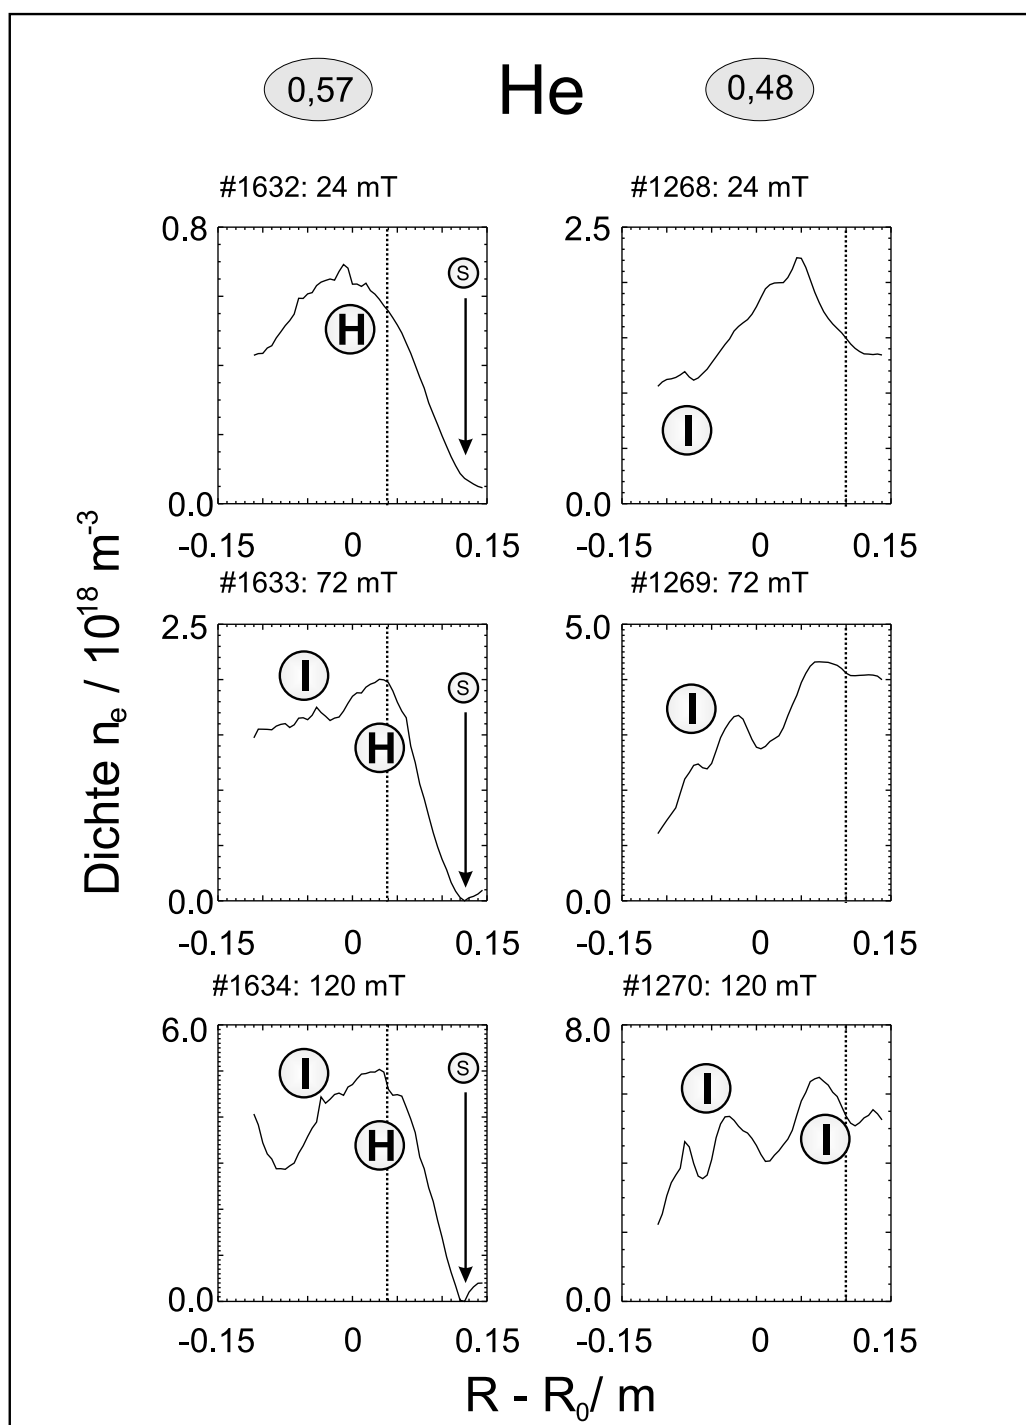 0,57 He 0,48
#1632: 24 mT #1268: 24 mT
0.8 2.5
S
H
I
0.0 0.0
-0.15 0 0.15 -0.15 0 0.15
#1633: 72 mT #1269: 72 mT
2.5 5.0
I S
I
H
0.0 0.0
-0.15 0 0.15 -0.15 0 0.15
#1634: 120 mT #1270: 120 mT
6.0 8.0
I S I
H I
0.0 0.0
-0.15 0 0.15 -0.15 0 0.15
Dichte nₑ / 10¹⁸ m⁻³
R - R₀/ m